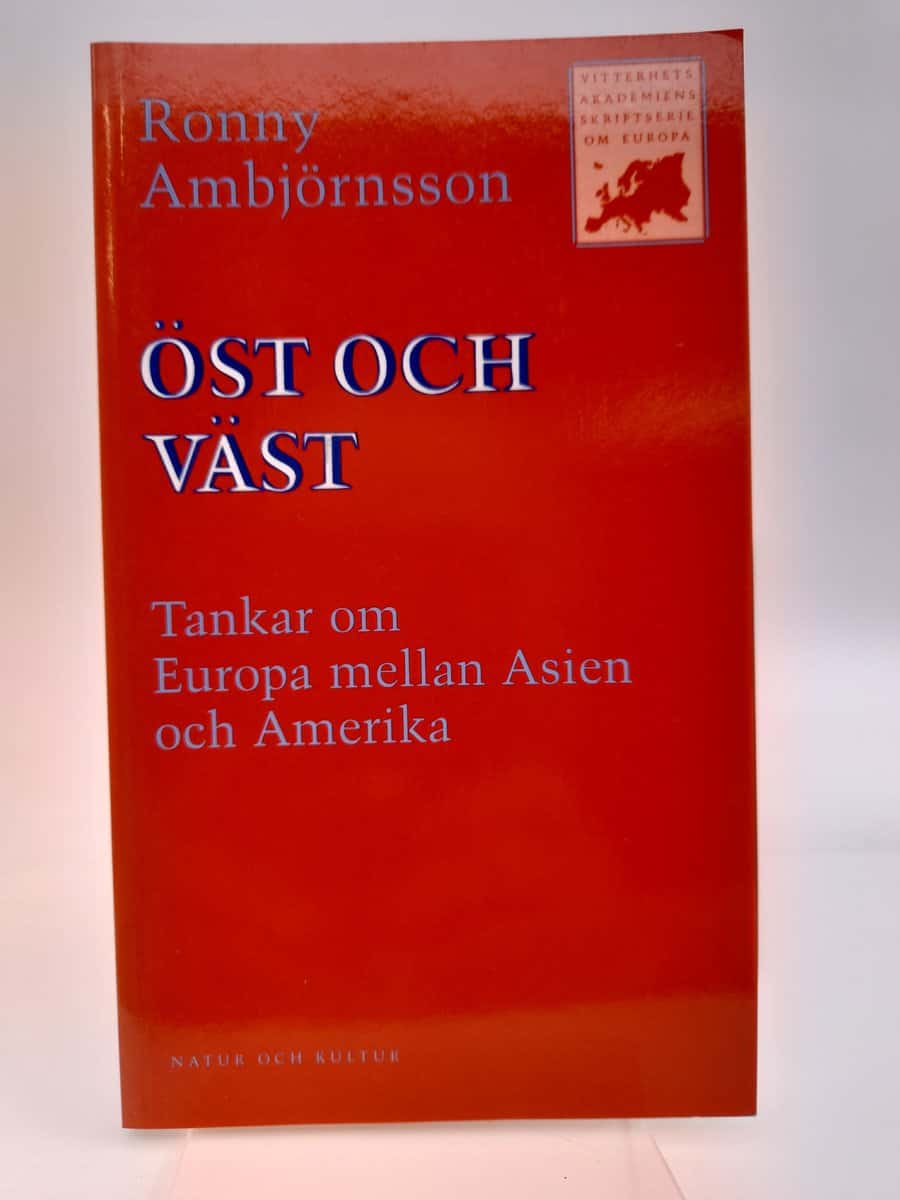 Ronny
Ambjörnsson
VITTERHETS
AKADEMIENS
SKRIFTSERIE
OM EUROPA
ÖST OCH
VÄST
Tankar om
Europa mellan Asien
och Amerika
NATUR OCH KULTUR